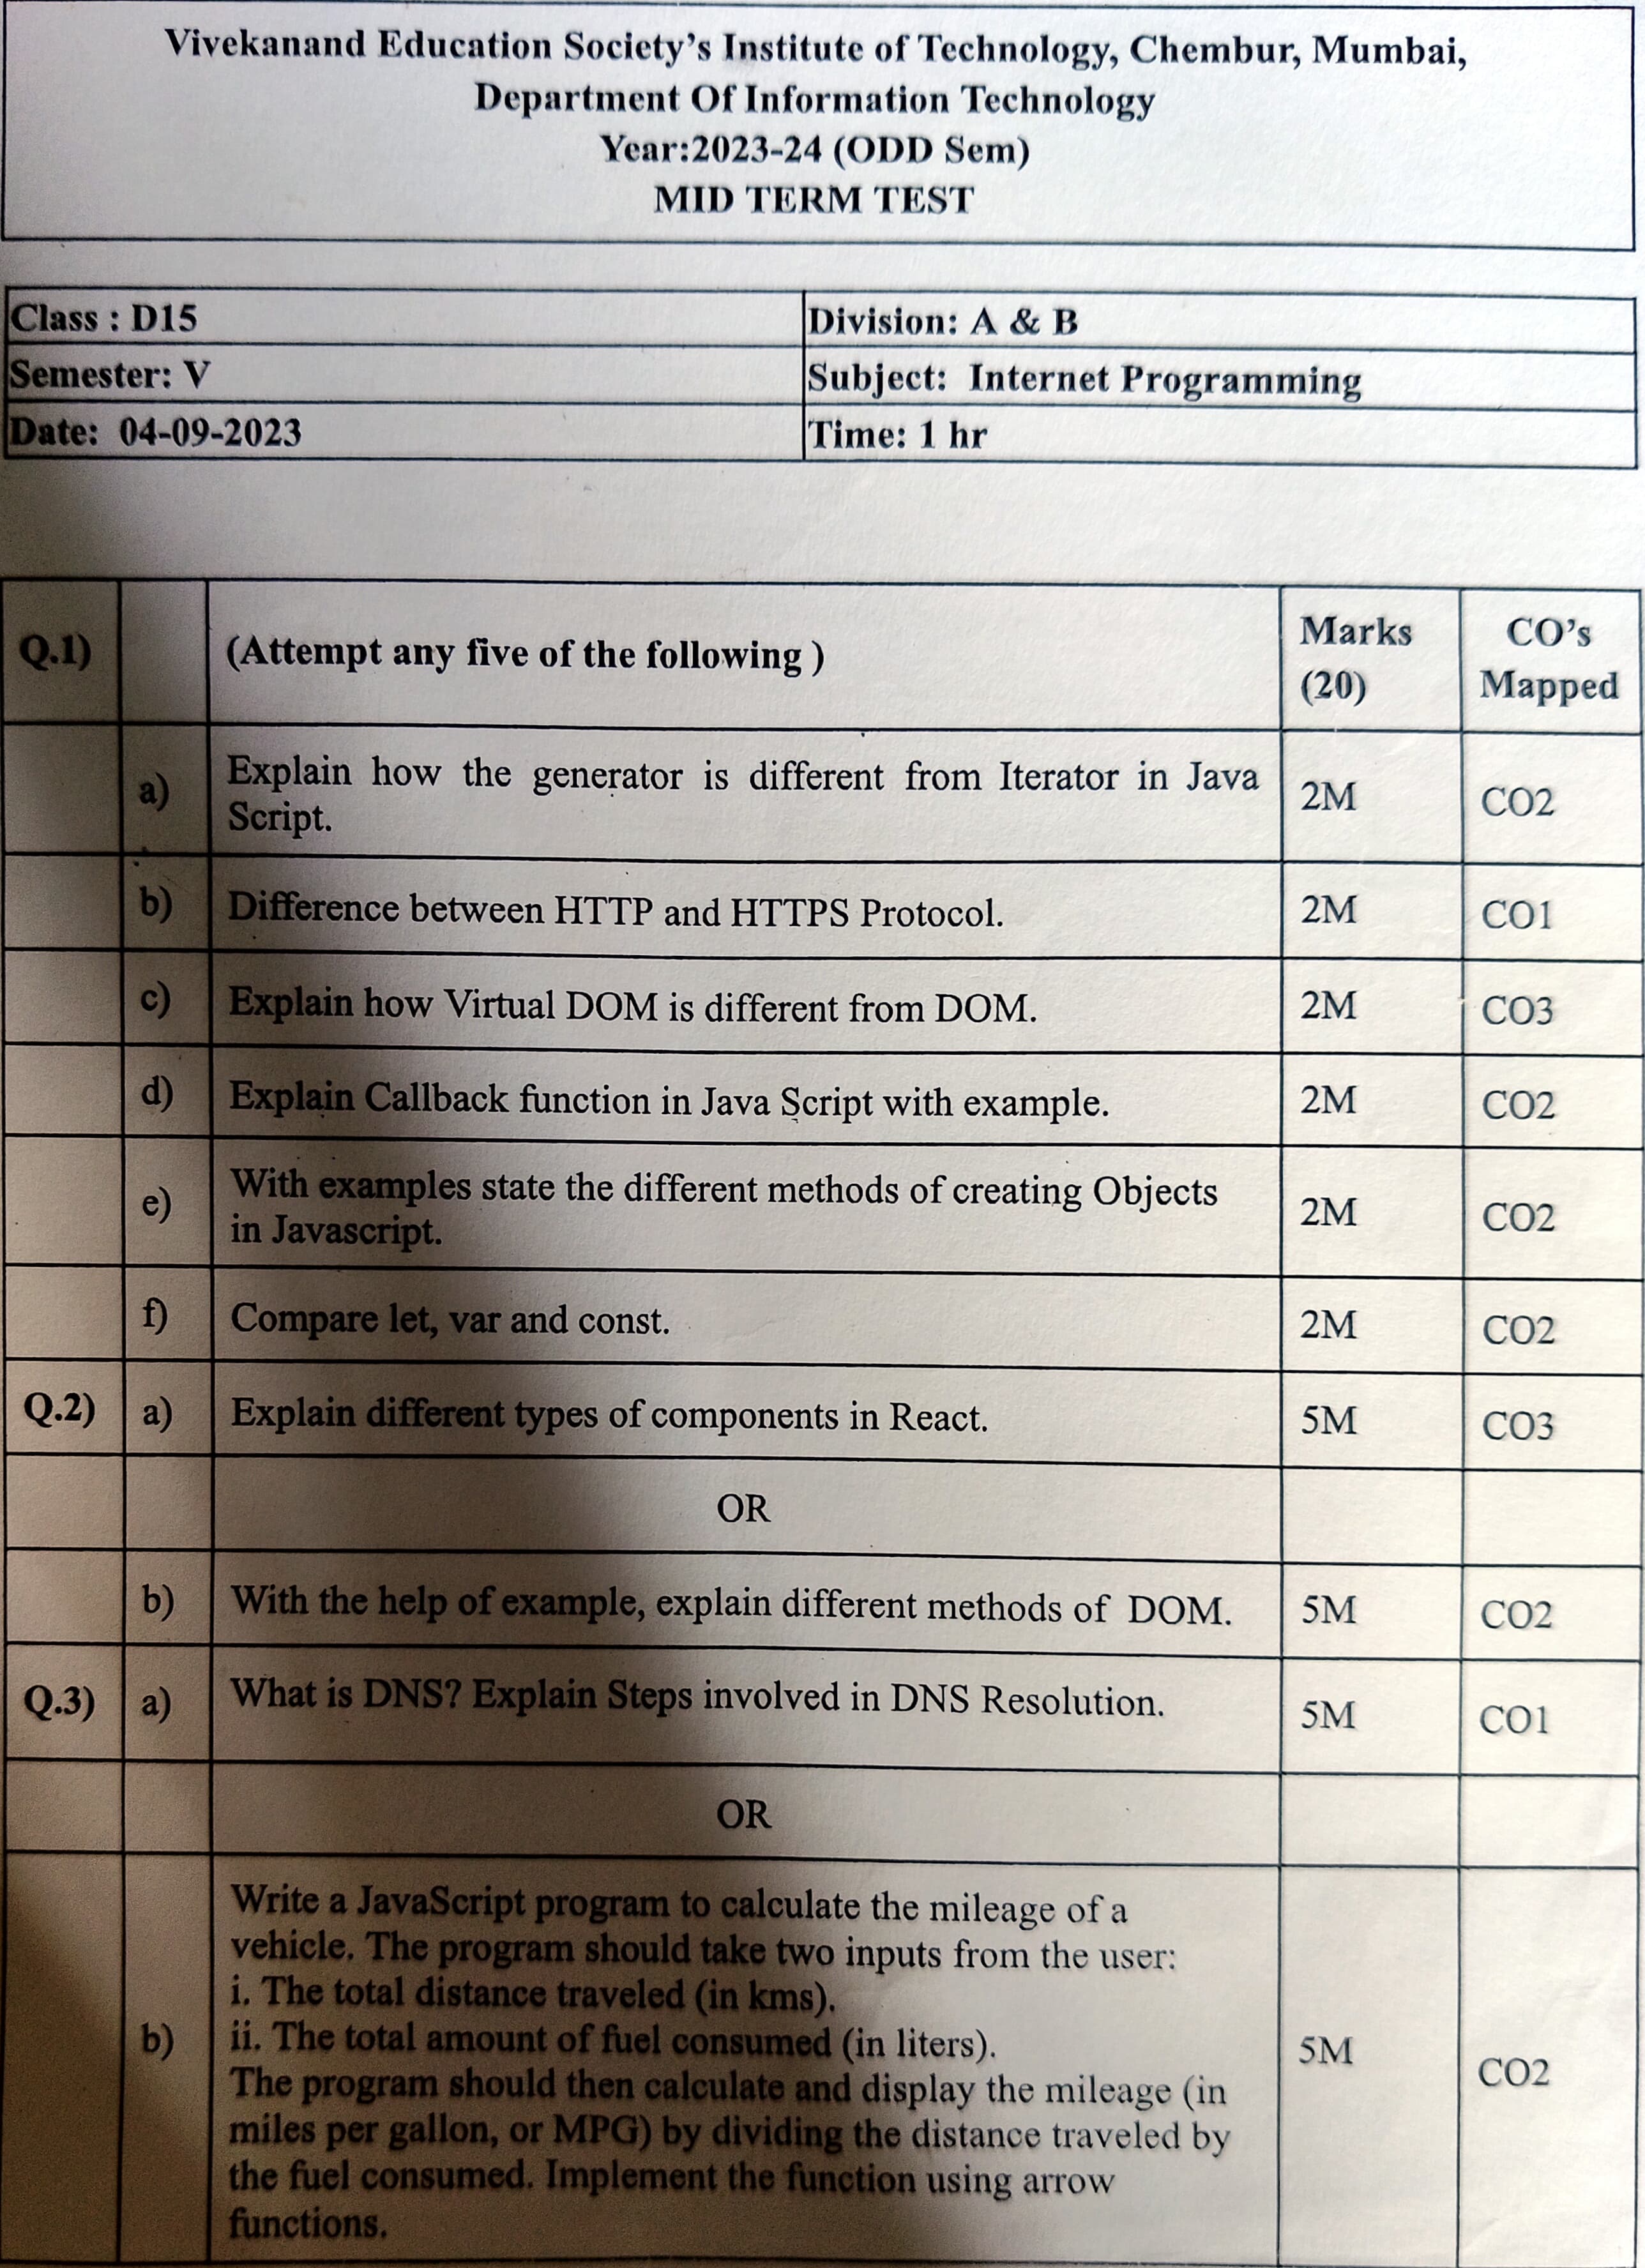 Vivekanand Education Society's Institute of Technology, Chembur, Mumbai,
Department Of Information Technology
Year:2023-24 (ODD Sem)
MID TERM TEST
Class : D15
Division: A & B
Semester: V
Subject: Internet Programming
Date: 04-09-2023
Time: 1 hr
Q.1)
(Attempt any five of the following )
Marks
(20)
CO's
Mapped
a)
Explain how the generator is different from Iterator in Java
Script.
2M
CO2
b)
Difference between HTTP and HTTPS Protocol.
2M
CO1
c)
Explain how Virtual DOM is different from DOM.
2M
CO3
d)
Explain Callback function in Java Script with example.
2M
CO2
e)
With examples state the different methods of creating Objects
in Javascript.
2M
CO2
f)
Compare let, var and const.
2M
CO2
Q.2)
a)
Explain different types of components in React.
5M
CO3
OR
b)
With the help of example, explain different methods of DOM.
5M
CO2
Q.3)
a)
What is DNS? Explain Steps involved in DNS Resolution.
5M
CO1
OR
b)
Write a JavaScript program to calculate the mileage of a
vehicle. The program should take two inputs from the user:
i. The total distance traveled (in kms).
ii. The total amount of fuel consumed (in liters).
The program should then calculate and display the mileage (in
miles per gallon, or MPG) by dividing the distance traveled by
the fuel consumed. Implement the function using arrow
functions.
5M
CO2